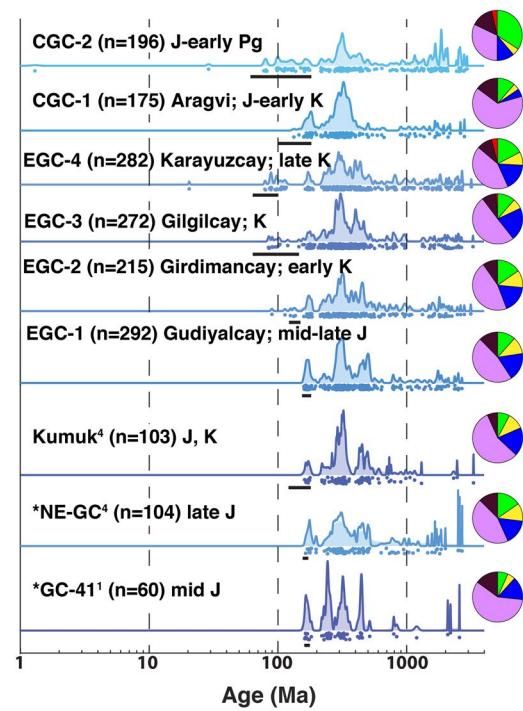 CGC-2 (n=196) J-early Pg
CGC-1 (n=175) Aragvi; J-early K
EGC-4 (n=282) Karayuzcay; late K
EGC-3 (n=272) Gilgilcay; K
EGC-2 (n=215) Girdimancay; early K
EGC-1 (n=292) Gudiyalcay; mid-late J
Kumuk⁴ (n=103) J, K
*NE-GC⁴ (n=104) late J
*GC-41¹ (n=60) mid J
1 10 100 1000
Age (Ma)